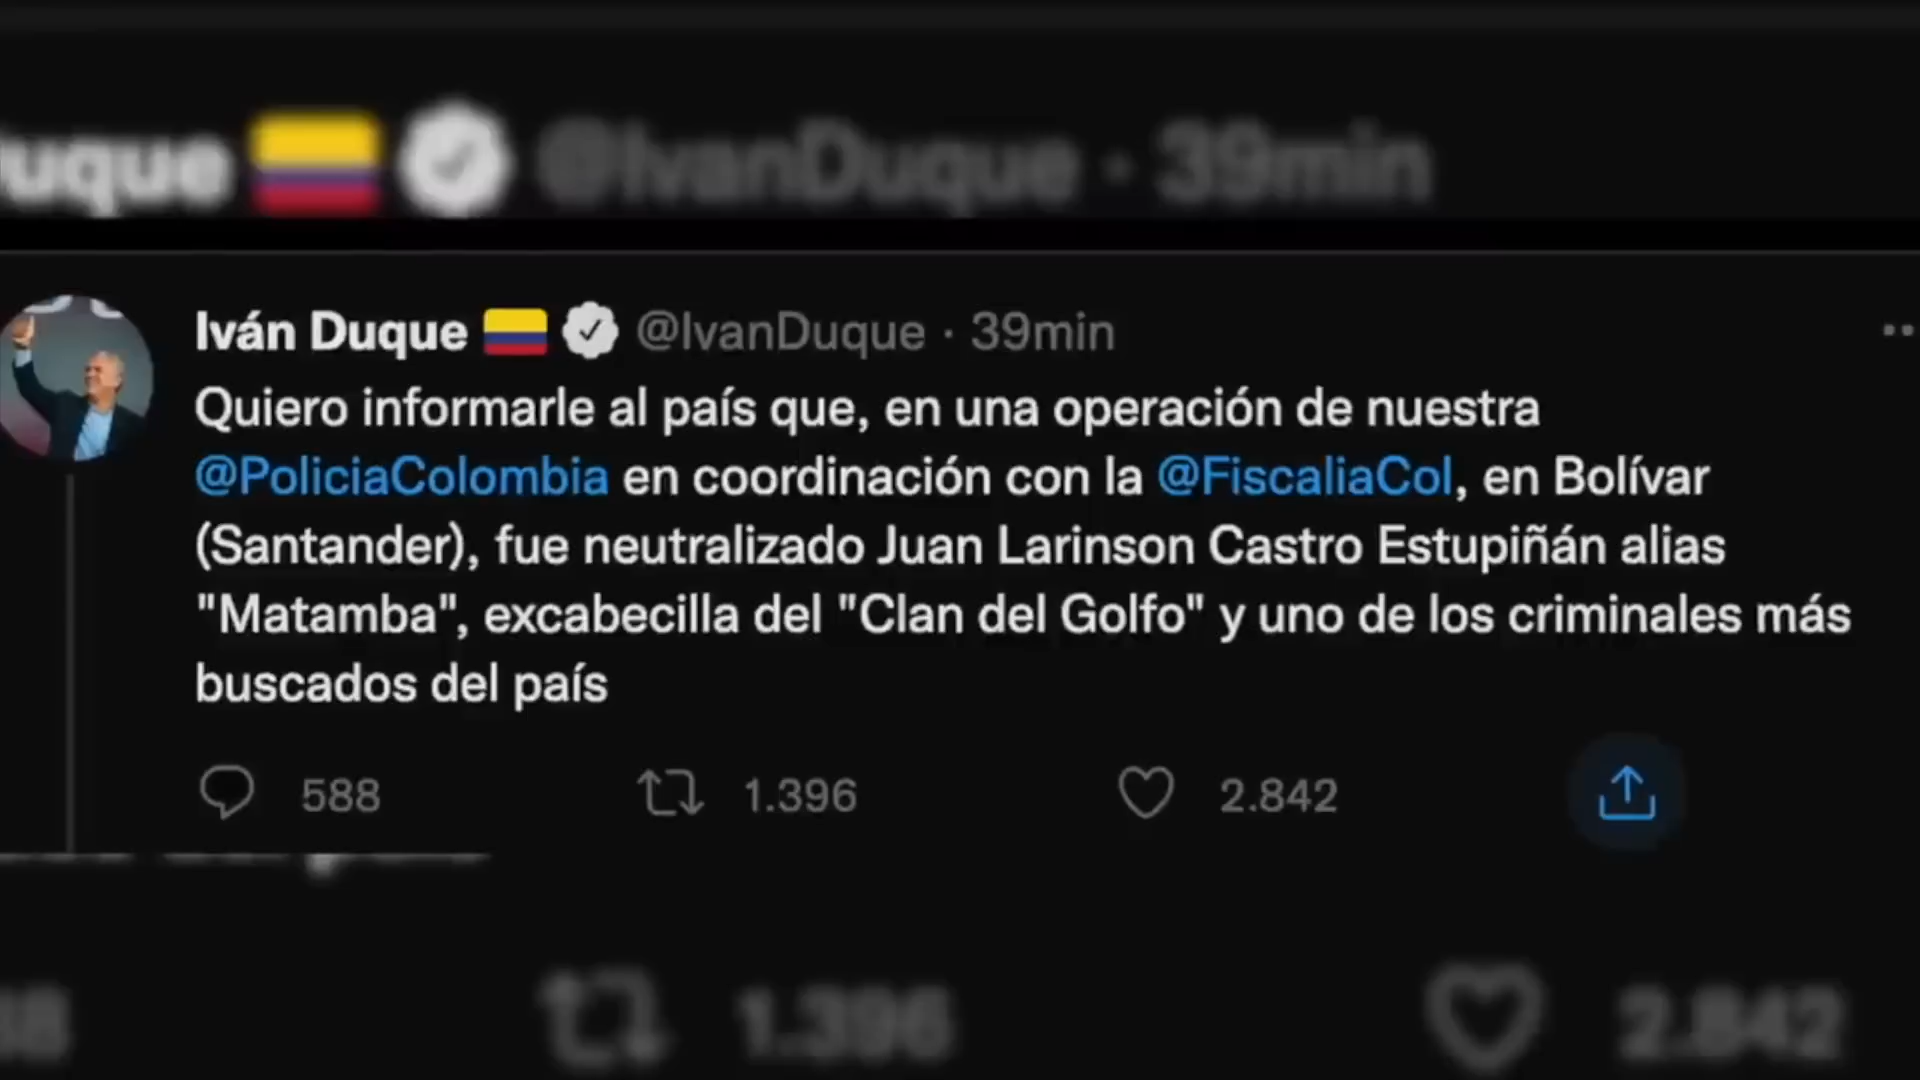 uque @IvanDuque · 39min
Iván Duque @IvanDuque · 39min
Quiero informarle al país que, en una operación de nuestra
@PoliciaColombia en coordinación con la @FiscaliaCol, en Bolívar
(Santander), fue neutralizado Juan Larinson Castro Estupiñán alias
"Matamba", excabecilla del "Clan del Golfo" y uno de los criminales más
buscados del país
588 1.396 2.842
1.396 2.842